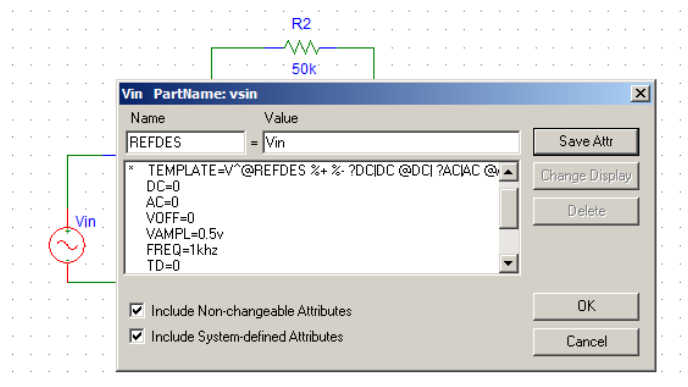 R2
50k
Vin PartName: vsin
Name Value
REFDES = Vin
Save Attr
* TEMPLATE=V^@REFDES %+ %- ?DC|DC @DC| ?AC|AC
DC=0
AC=0
VOFF=0
VAMPL=0.5v
FREQ=1khz
TD=0
Change Display
Delete
Vin
Include Non-changeable Attributes
Include System-defined Attributes
OK
Cancel